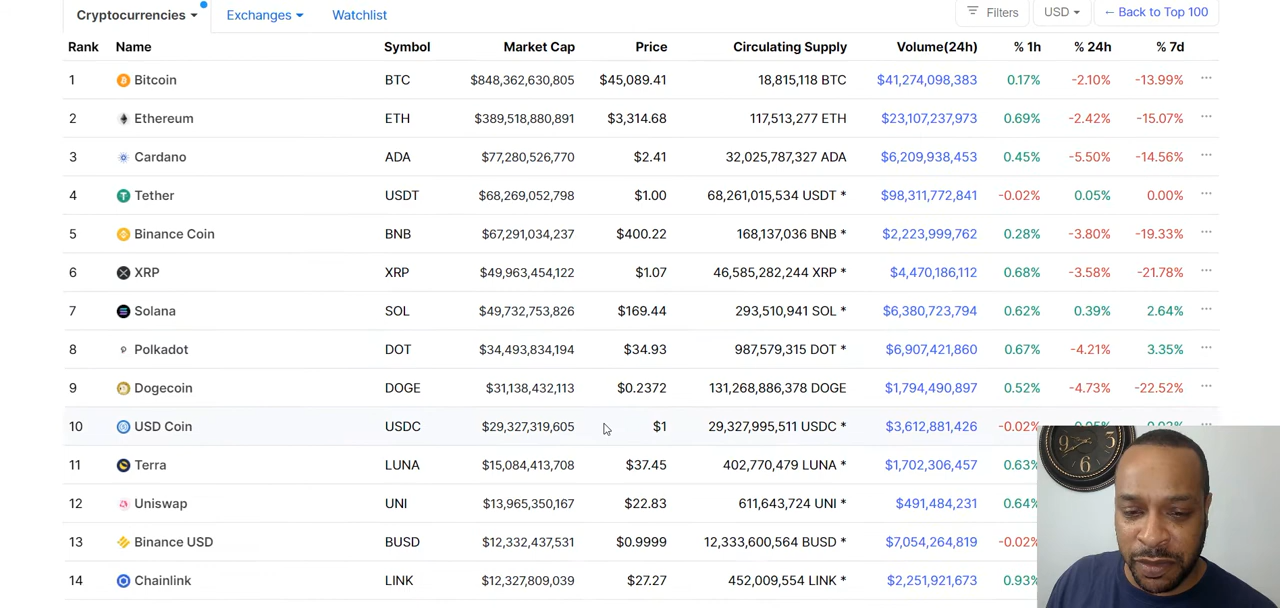 Cryptocurrencies Exchanges Watchlist Filters USD ← Back to Top 100
Rank Name Symbol Market Cap Price Circulating Supply Volume(24h) % 1h % 24h % 7d
1 Bitcoin BTC $848,362,630,805 $45,089.41 18,815,118 BTC $41,274,098,383 0.17% -2.10% -13.99%
2 Ethereum ETH $389,518,880,891 $3,314.68 117,513,277 ETH $23,107,237,973 0.69% -2.42% -15.07%
3 Cardano ADA $77,280,526,770 $2.41 32,025,787,327 ADA $6,209,938,453 0.45% -5.50% -14.56%
4 Tether USDT $68,269,052,798 $1.00 68,261,015,534 USDT * $98,311,772,841 -0.02% 0.05% 0.00%
5 Binance Coin BNB $67,291,034,237 $400.22 168,137,036 BNB * $2,223,999,762 0.28% -3.80% -19.33%
6 XRP XRP $49,963,454,122 $1.07 46,585,282,244 XRP * $4,470,186,112 0.68% -3.58% -21.78%
7 Solana SOL $49,732,753,826 $169.44 293,510,941 SOL * $6,380,723,794 0.62% 0.39% 2.64%
8 Polkadot DOT $34,493,834,194 $34.93 987,579,315 DOT * $6,907,421,860 0.67% -4.21% 3.35%
9 Dogecoin DOGE $31,138,432,113 $0.2372 131,268,886,378 DOGE $1,794,490,897 0.52% -4.73% -22.52%
10 USD Coin USDC $29,327,319,605 $1 29,327,995,511 USDC * $3,612,881,426 -0.02%
11 Terra LUNA $15,084,413,708 $37.45 402,770,479 LUNA * $1,702,306,457 0.63%
12 Uniswap UNI $13,965,350,167 $22.83 611,643,724 UNI * $491,484,231 0.64%
13 Binance USD BUSD $12,332,437,531 $0.9999 12,333,600,564 BUSD * $7,054,264,819 -0.02%
14 Chainlink LINK $12,327,809,039 $27.27 452,009,554 LINK * $2,251,921,673 0.93%